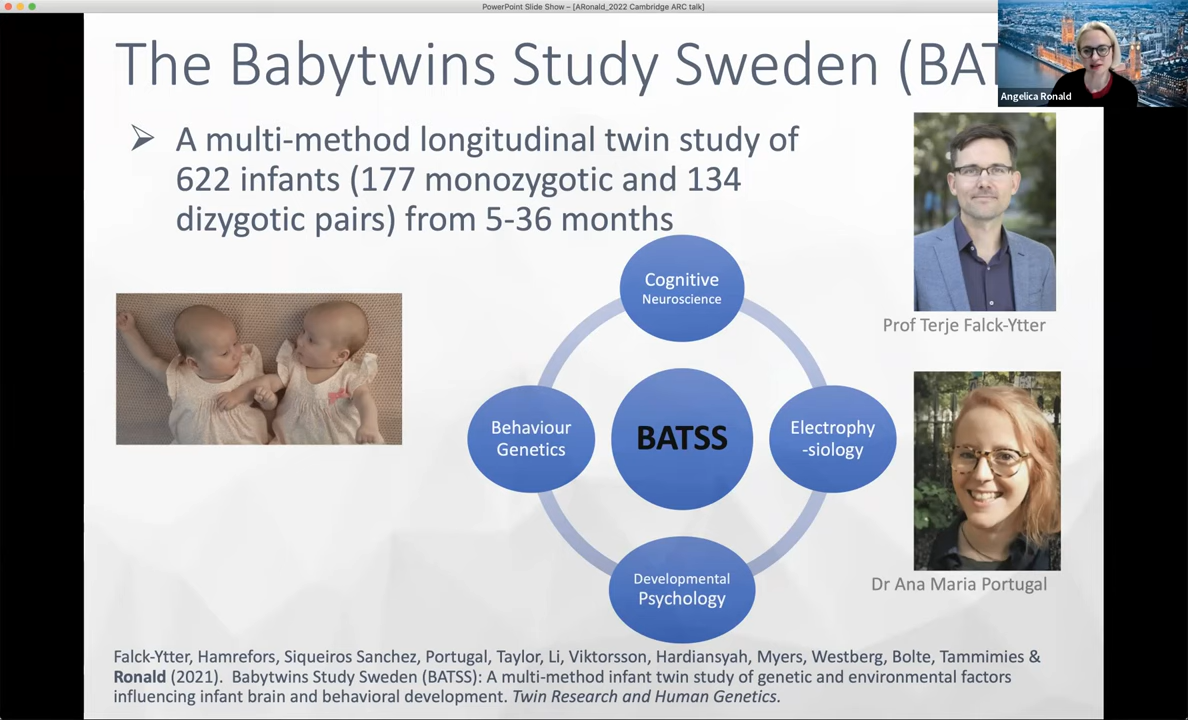 PowerPoint Slide Show - [ARonald_2022 Cambridge ARC talk]
The Babytwins Study Sweden (BAT
Angelica Ronald
➢ A multi-method longitudinal twin study of
622 infants (177 monozygotic and 134
dizygotic pairs) from 5-36 months
Prof Terje Falck-Ytter
Cognitive
Neuroscience
Behaviour
Genetics
BATSS
Electrophy
-siology
Developmental
Psychology
Dr Ana Maria Portugal
Falck-Ytter, Hamrefors, Siqueiros Sanchez, Portugal, Taylor, Li, Viktorsson, Hardiansyah, Myers, Westberg, Bolte, Tammimies &
Ronald (2021). Babytwins Study Sweden (BATSS): A multi-method infant twin study of genetic and environmental factors
influencing infant brain and behavioral development. Twin Research and Human Genetics.